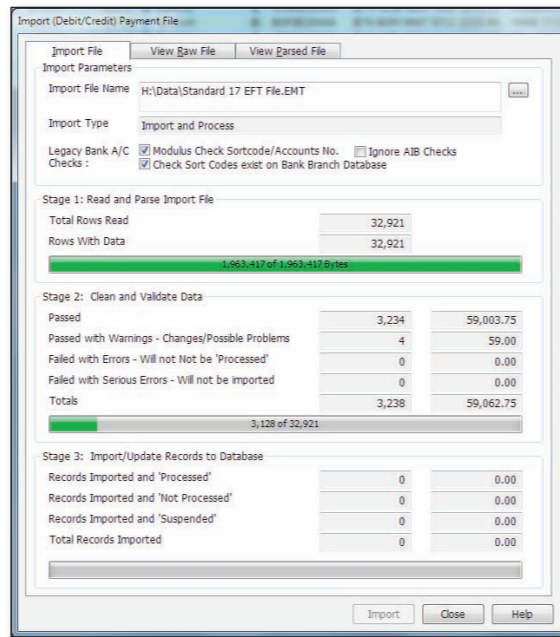 Import (Debit/Credit) Payment File
Import File View Raw File View Parsed File
Import Parameters
Import File Name H:\Data\Standard 17 EFT File.EMT ...
Import Type Import and Process
Legacy Bank A/C Checks : Modulus Check Sortcode/Accounts No. Ignore AIB Checks
Check Sort Codes exist on Bank Branch Database
Stage 1: Read and Parse Import File
Total Rows Read 32,921
Rows With Data 32,921
1,963,417 of 1,963,417 Bytes
Stage 2: Clean and Validate Data
Passed 3,234 59,003.75
Passed with Warnings - Changes/Possible Problems 4 59.00
Failed with Errors - Will not Not be 'Processed' 0 0.00
Failed with Serious Errors - Will not be imported 0 0.00
Totals 3,238 59,062.75
3,128 of 32,921
Stage 3: Import/Update Records to Database
Records Imported and 'Processed' 0 0.00
Records Imported and 'Not Processed' 0 0.00
Records Imported and 'Suspended' 0 0.00
Total Records Imported 0 0.00
Import Close Help